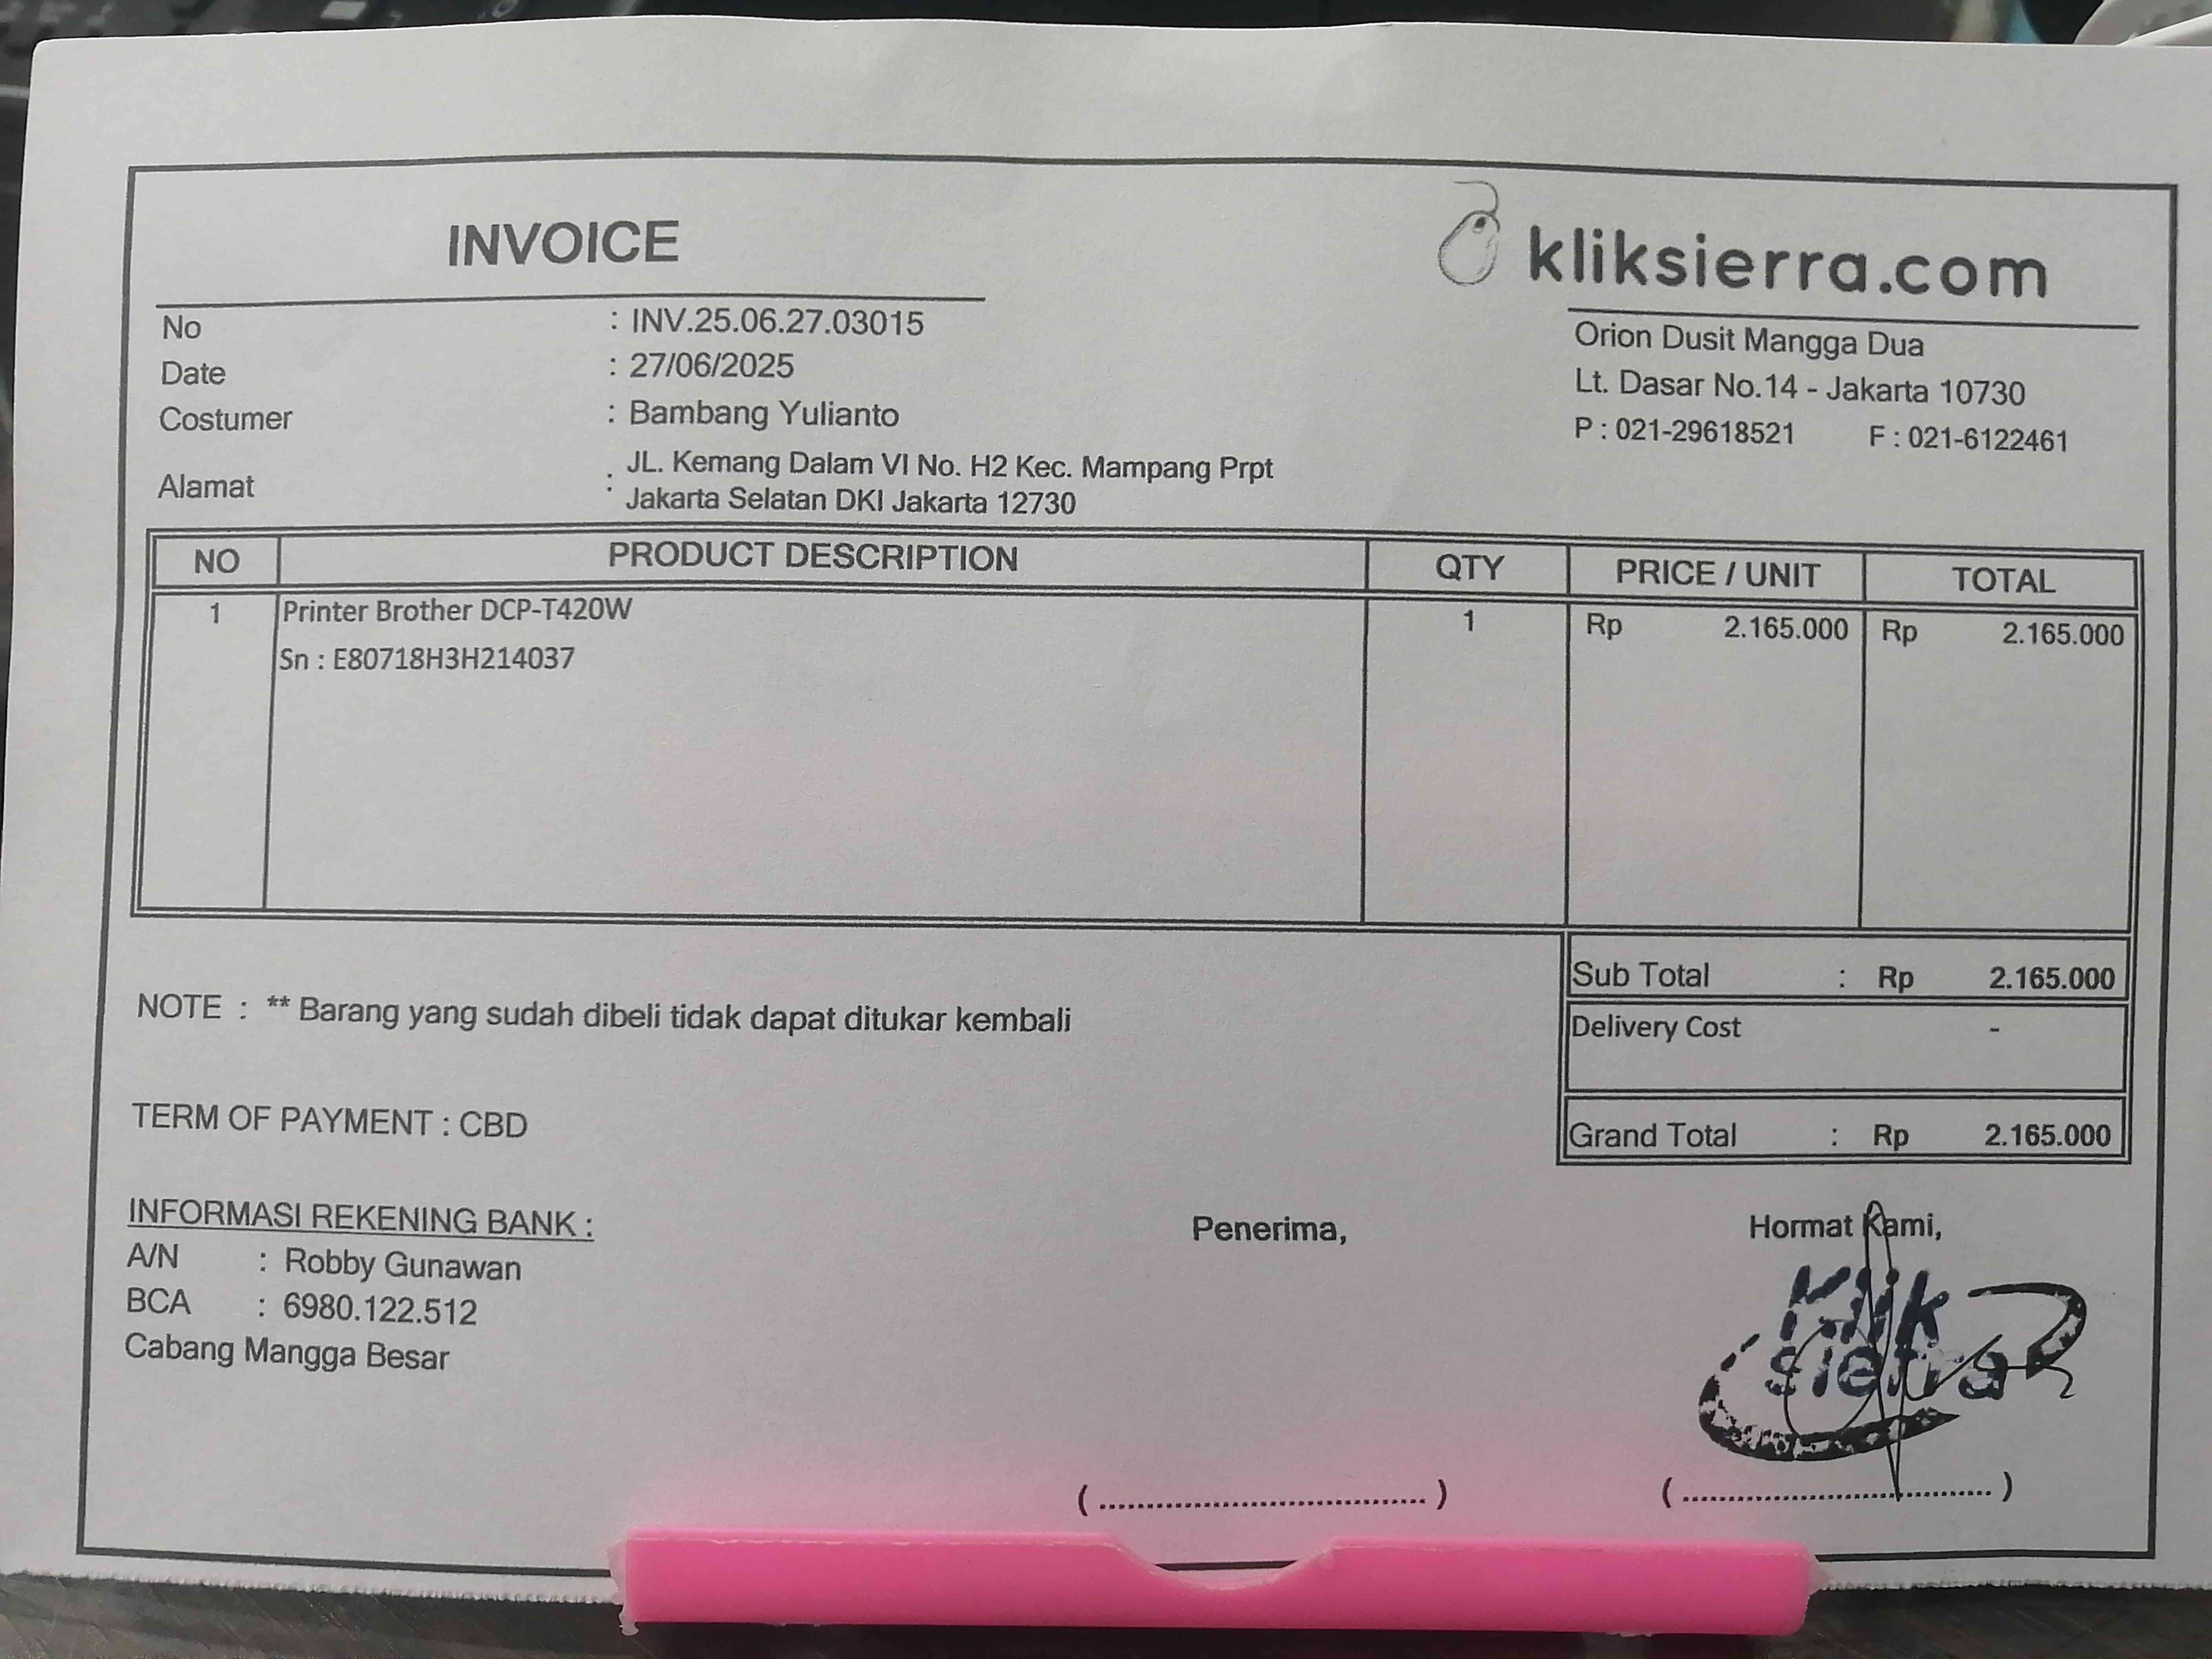 INVOICE
kliksierra.com
No : INV.25.06.27.03015
Date : 27/06/2025
Costumer : Bambang Yulianto
Alamat : JL. Kemang Dalam VI No. H2 Kec. Mampang Prpt
Jakarta Selatan DKI Jakarta 12730
Orion Dusit Mangga Dua
Lt. Dasar No.14 - Jakarta 10730
P : 021-29618521 F : 021-6122461
NO PRODUCT DESCRIPTION QTY PRICE / UNIT TOTAL
1 Printer Brother DCP-T420W 1 Rp 2.165.000 Rp 2.165.000
Sn : E80718H3H214037
Sub Total : Rp 2.165.000
Delivery Cost -
Grand Total : Rp 2.165.000
NOTE : ** Barang yang sudah dibeli tidak dapat ditukar kembali
TERM OF PAYMENT : CBD
INFORMASI REKENING BANK :
A/N : Robby Gunawan
BCA : 6980.122.512
Cabang Mangga Besar
Penerima,
(..................................)
Hormat Kami,
Klik
sierra
(..................................)